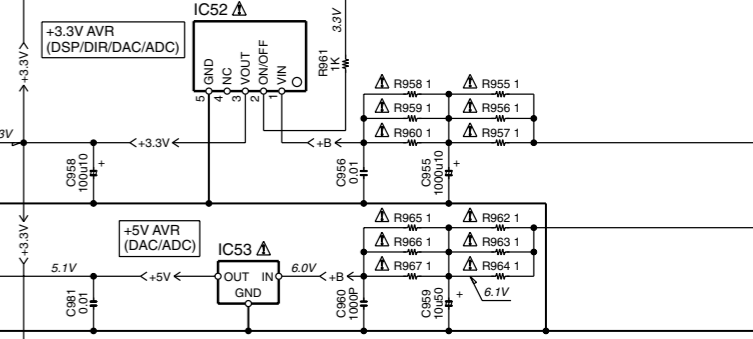 IC52
3.3V
+3.3V AVR
(DSP/DIR/DAC/ADC)
+3.3V
GND
NC
VOUT
ON/OFF
VIN
5
4
3
2
1
R961
1K
R958 1
R955 1
R959 1
R956 1
R960 1
R957 1
3V
+3.3V
+B
C958
100u10
+
C956
0.01
C955
1000u10
+
+5V AVR
(DAC/ADC)
+3.3V
IC53
R965 1
R962 1
R966 1
R963 1
R967 1
R964 1
5.1V
+5V
OUT
IN
GND
6.0V
+B
6.1V
C981
0.01
C960
1000P
C959
10u50
+